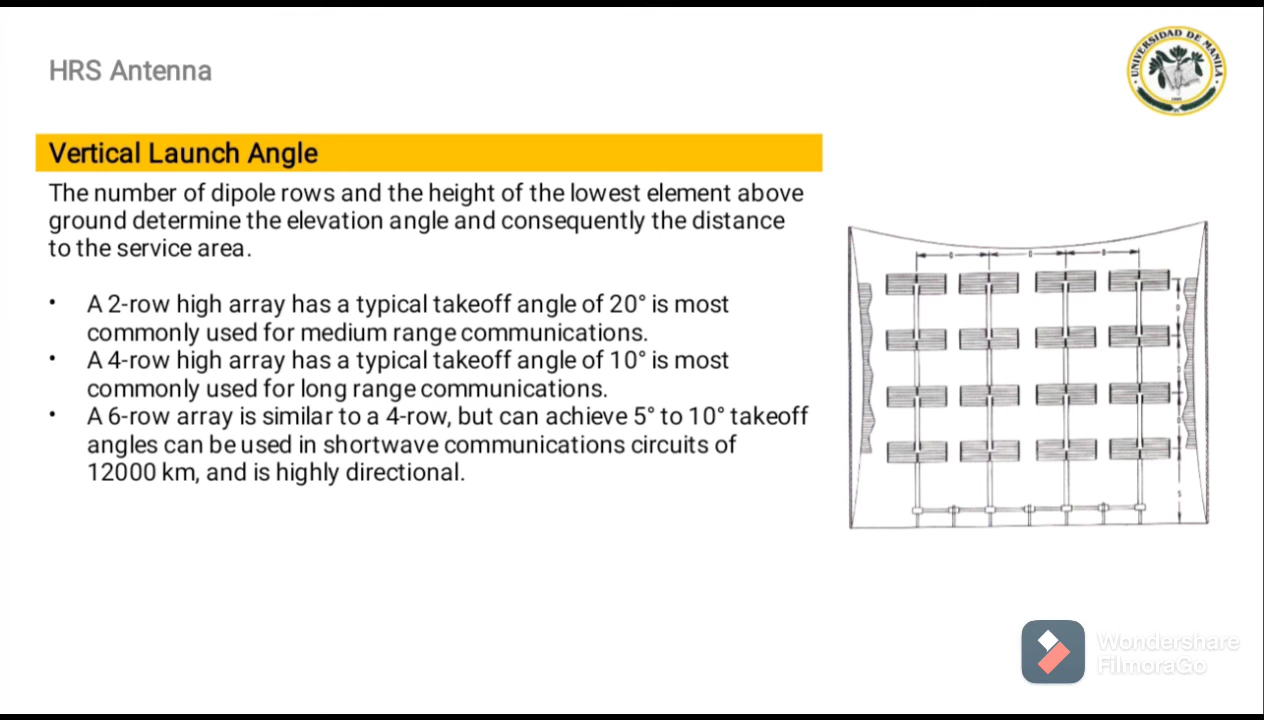 HRS Antenna
UNIVERSIDAD DE MANILA
Vertical Launch Angle
The number of dipole rows and the height of the lowest element above
ground determine the elevation angle and consequently the distance
to the service area.
• A 2-row high array has a typical takeoff angle of 20° is most
commonly used for medium range communications.
• A 4-row high array has a typical takeoff angle of 10° is most
commonly used for long range communications.
• A 6-row array is similar to a 4-row, but can achieve 5° to 10° takeoff
angles can be used in shortwave communications circuits of
12000 km, and is highly directional.
Wondershare
FilmoraGo